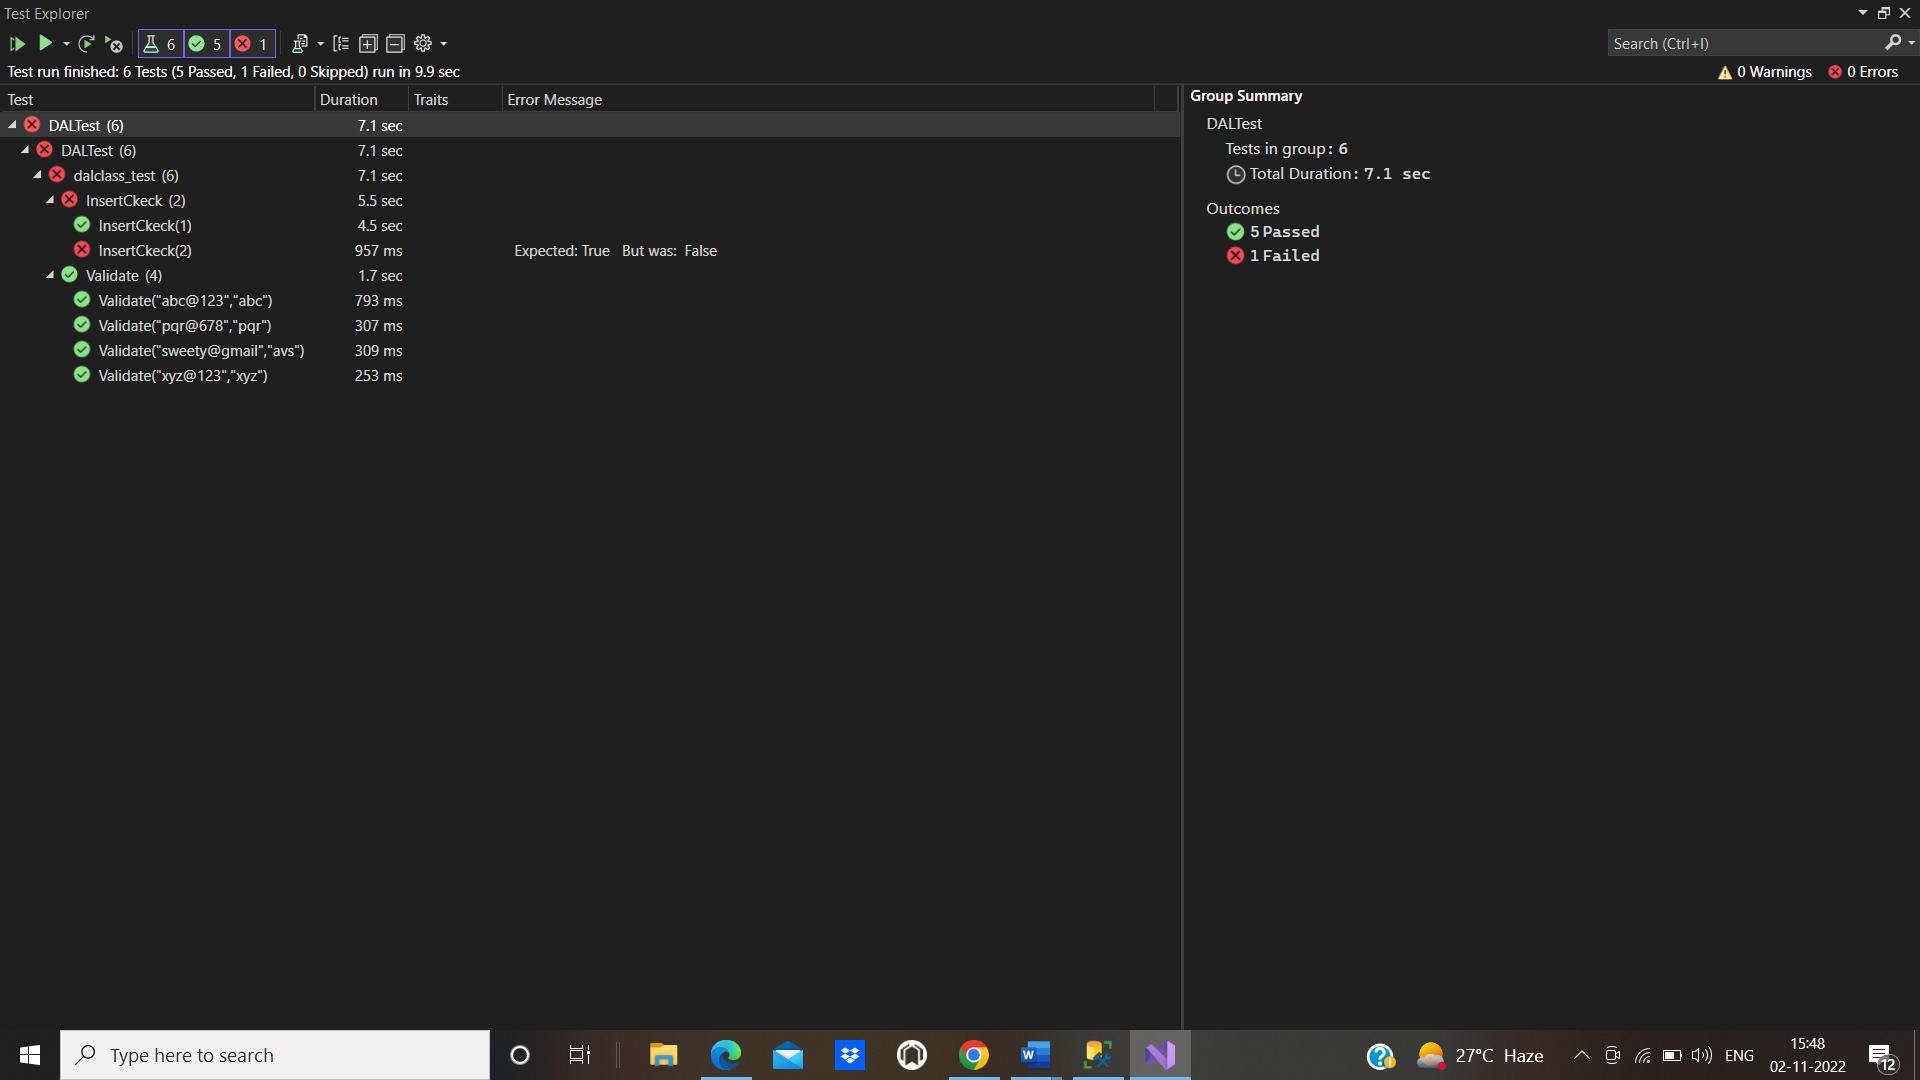 Test Explorer
6 5 1
Search (Ctrl+I)
Test run finished: 6 Tests (5 Passed, 1 Failed, 0 Skipped) run in 9.9 sec
0 Warnings 0 Errors
Test Duration Traits Error Message
DALTest (6) 7.1 sec
DALTest (6) 7.1 sec
dalclass_test (6) 7.1 sec
InsertCkeck (2) 5.5 sec
InsertCkeck(1) 4.5 sec
InsertCkeck(2) 957 ms Expected: True But was: False
Validate (4) 1.7 sec
Validate("abc@123","abc") 793 ms
Validate("pqr@678","pqr") 307 ms
Validate("sweety@gmail","avs") 309 ms
Validate("xyz@123","xyz") 253 ms
Group Summary
DALTest
Tests in group: 6
Total Duration: 7.1 sec
Outcomes
5 Passed
1 Failed
Type here to search
W
27°C Haze
ENG
15:48
02-11-2022
12